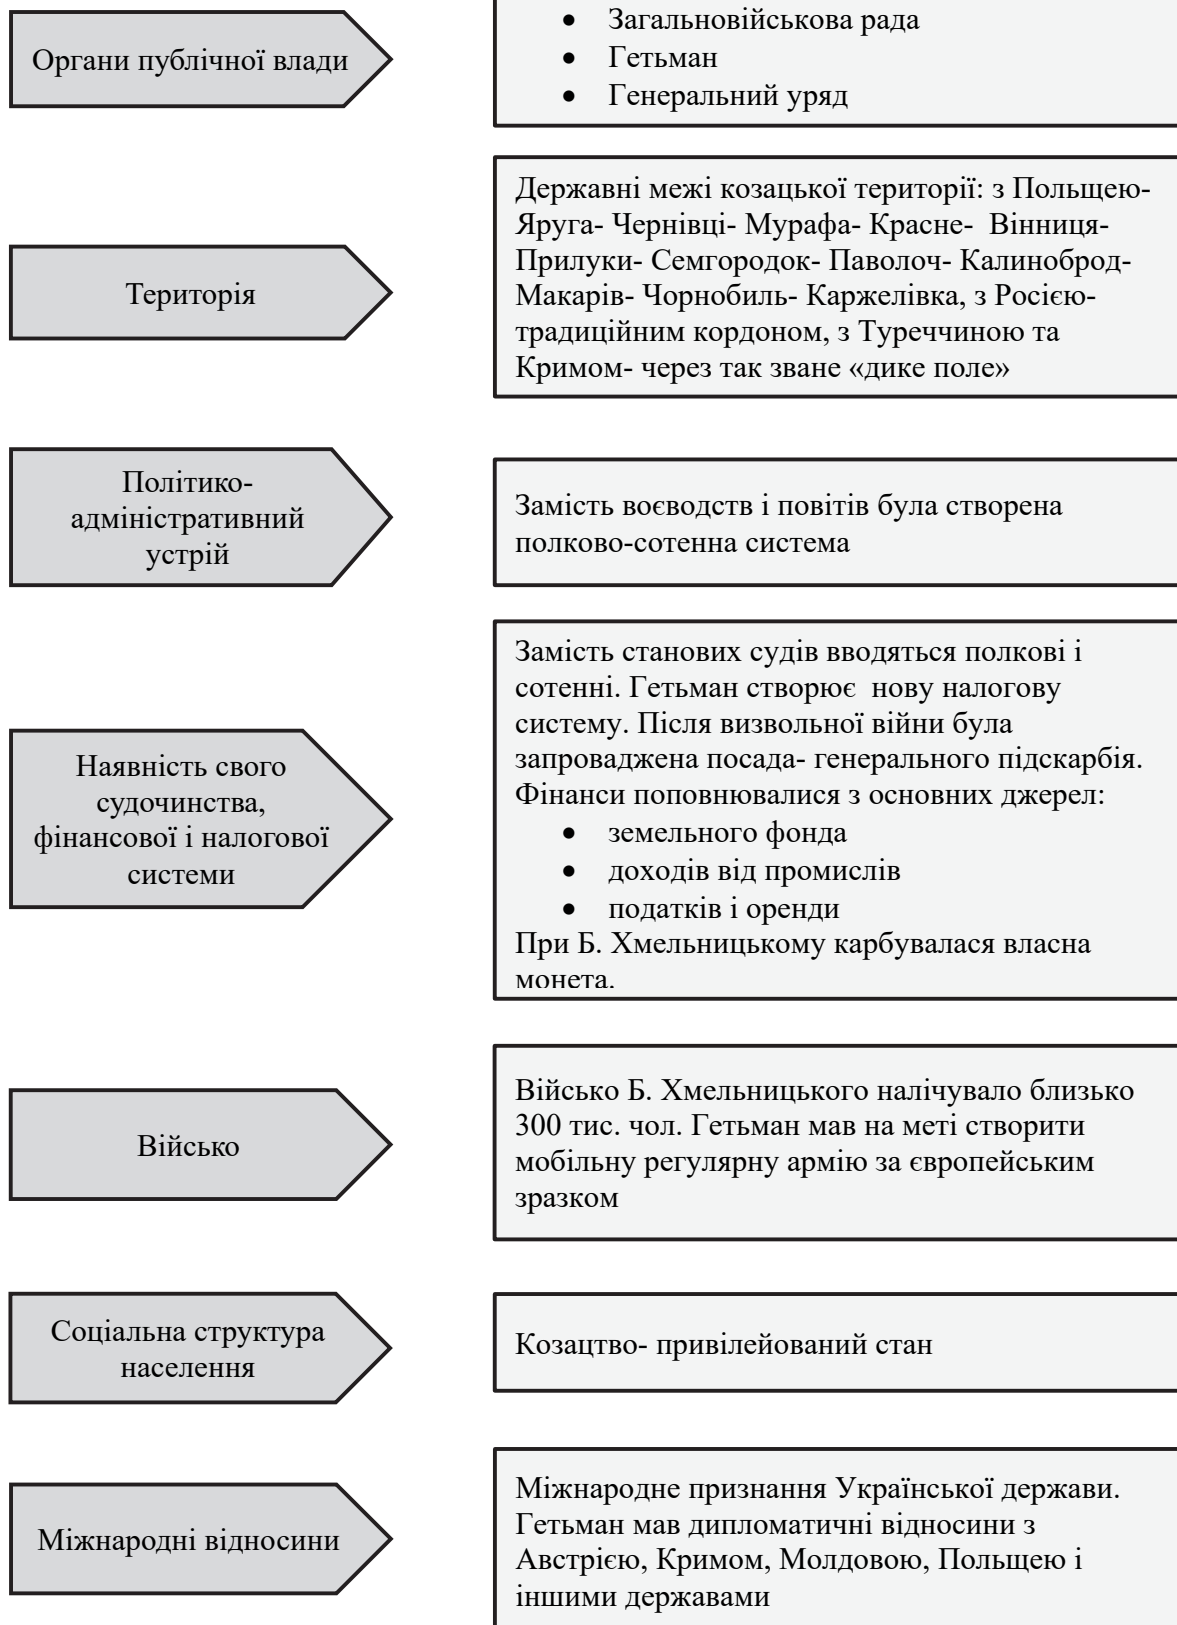 Органи публічної влади
• Загальновійськова рада
• Гетьман
• Генеральний уряд
Територія
Державні межі козацької території: з Польщею-
Яруга- Чернівці- Мурафа- Красне- Вінниця-
Прилуки- Семгородок- Паволоч- Калиноброд-
Макарів- Чорнобиль- Каржелівка, з Росією-
традиційним кордоном, з Туреччиною та
Кримом- через так зване «дике поле»
Політико-
адміністративний
устрій
Замість воєводств і повітів була створена
полково-сотенна система
Наявність свого
судочинства,
фінансової і налогової
системи
Замість станових судів вводяться полкові і
сотенні. Гетьман створює нову налогову
систему. Після визвольної війни була
запроваджена посада- генерального підскарбія.
Фінанси поповнювалися з основних джерел:
• земельного фонда
• доходів від промислів
• податків і оренди
При Б. Хмельницькому карбувалася власна
монета.
Військо
Військо Б. Хмельницького налічувало близько
300 тис. чол. Гетьман мав на меті створити
мобільну регулярну армію за європейським
зразком
Соціальна структура
населення
Козацтво- привілейований стан
Міжнародні відносини
Міжнародне признання Української держави.
Гетьман мав дипломатичні відносини з
Австрією, Кримом, Молдовою, Польщею і
іншими державами